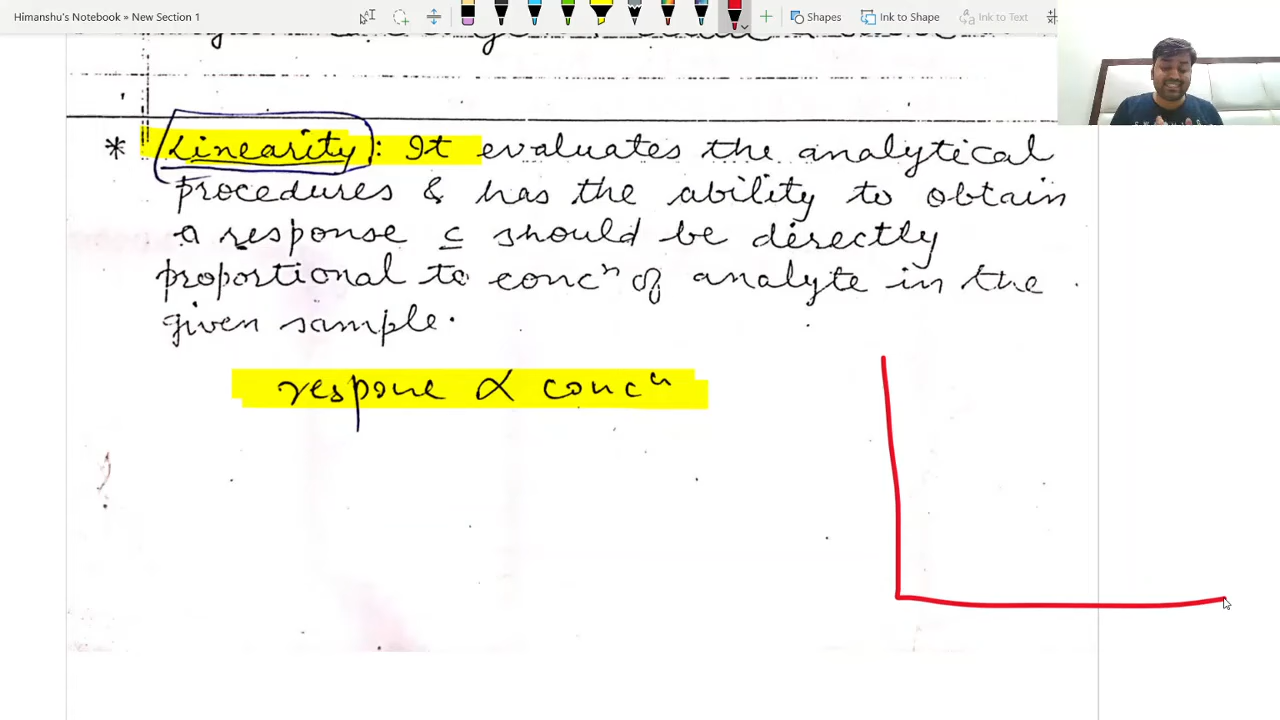 Himanshu's Notebook » New Section 1
Shapes
Ink to Shape
Ink to Text
* Linearity : It evaluates the analytical
procedures & has the ability to obtain
a response c should be directly
proportional to concⁿ of analyte in the
given sample.
respone ∝ concⁿ